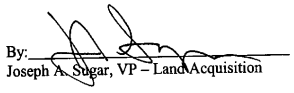 By:
Joseph A. Sugar, VP – Land Acquisition